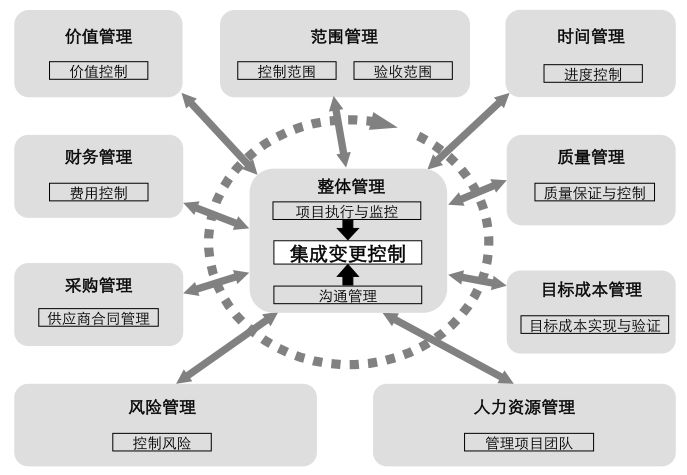 价值管理
价值控制
范围管理
控制范围
验收范围
时间管理
进度控制
财务管理
费用控制
整体管理
项目执行与监控
集成变更控制
沟通管理
质量管理
质量保证与控制
采购管理
供应商合同管理
目标成本管理
目标成本实现与验证
风险管理
控制风险
人力资源管理
管理项目团队